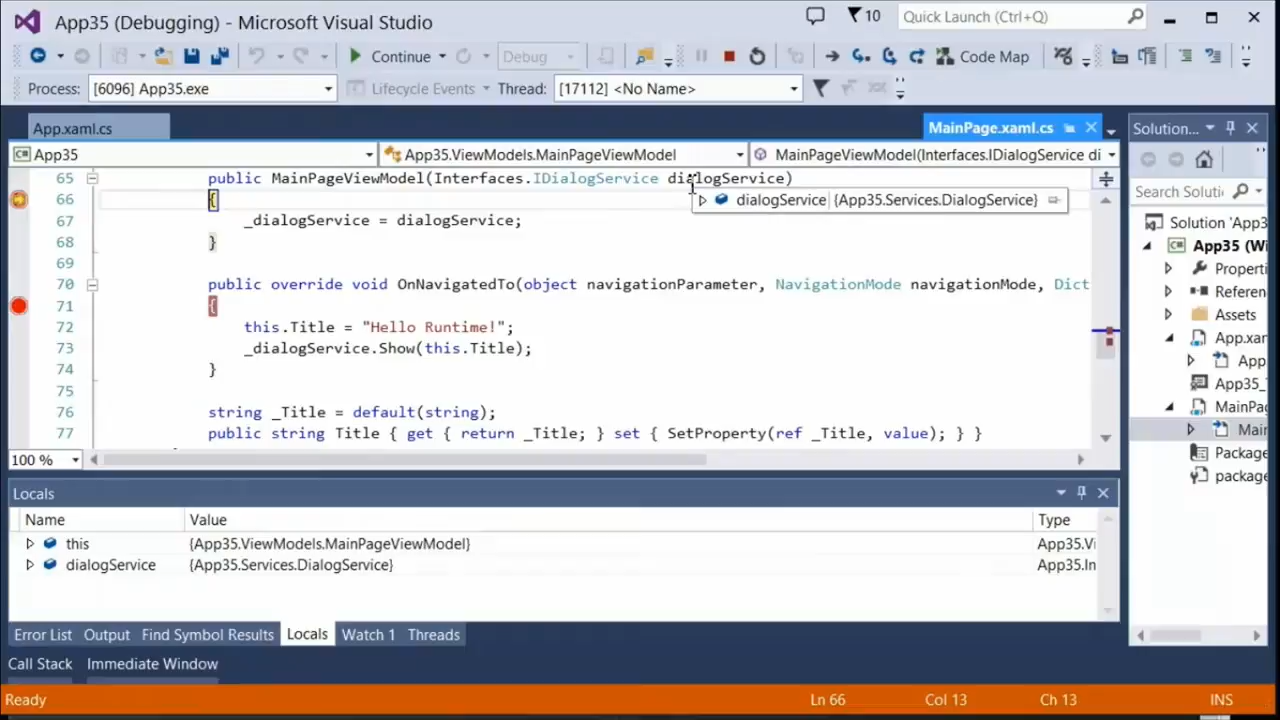 App35 (Debugging) - Microsoft Visual Studio
10
Quick Launch (Ctrl+Q)
Continue
Debug
Code Map
Process:
[6096] App35.exe
Lifecycle Events
Thread:
[17112] <No Name>
App.xaml.cs
MainPage.xaml.cs
App35
App35.ViewModels.MainPageViewModel
MainPageViewModel(Interfaces.IDialogService di
65 public MainPageViewModel(Interfaces.IDialogService dialogService)
66 {
dialogService {App35.Services.DialogService}
67 _dialogService = dialogService;
68 }
69
70 public override void OnNavigatedTo(object navigationParameter, NavigationMode navigationMode, Dict
71 {
72 this.Title = "Hello Runtime!";
73 _dialogService.Show(this.Title);
74 }
75
76 string _Title = default(string);
77 public string Title { get { return _Title; } set { SetProperty(ref _Title, value); } }
100 %
Solution...
Search Soluti
Solution 'App3
App35 (Wi
Properti
Referen
Assets
App.xan
App
App35_
MainPa
Main
Package
package
Locals
Name Value Type
this {App35.ViewModels.MainPageViewModel} App35.Vi
dialogService {App35.Services.DialogService} App35.In
Error List Output Find Symbol Results Locals Watch 1 Threads
Call Stack Immediate Window
Ready Ln 66 Col 13 Ch 13 INS